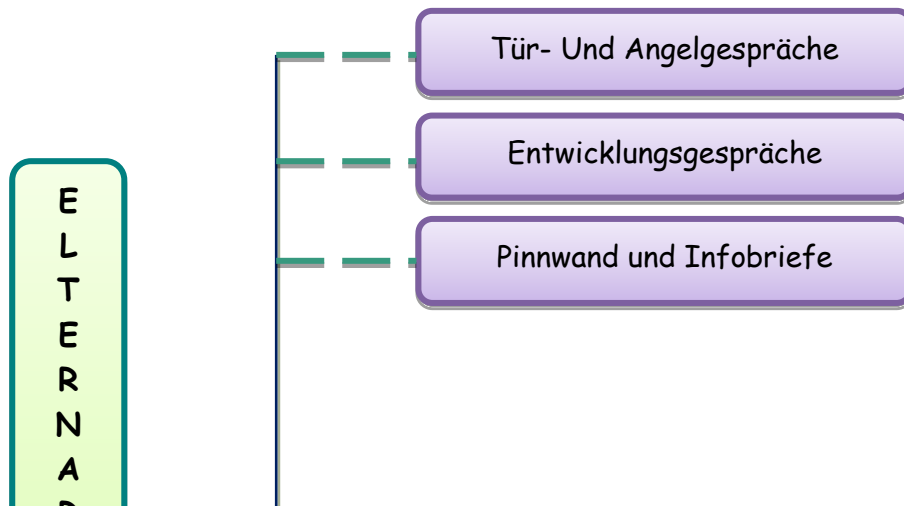 Tür- Und Angelgespräche
Entwicklungsgespräche
Pinnwand und Infobriefe
E
L
T
E
R
N
A